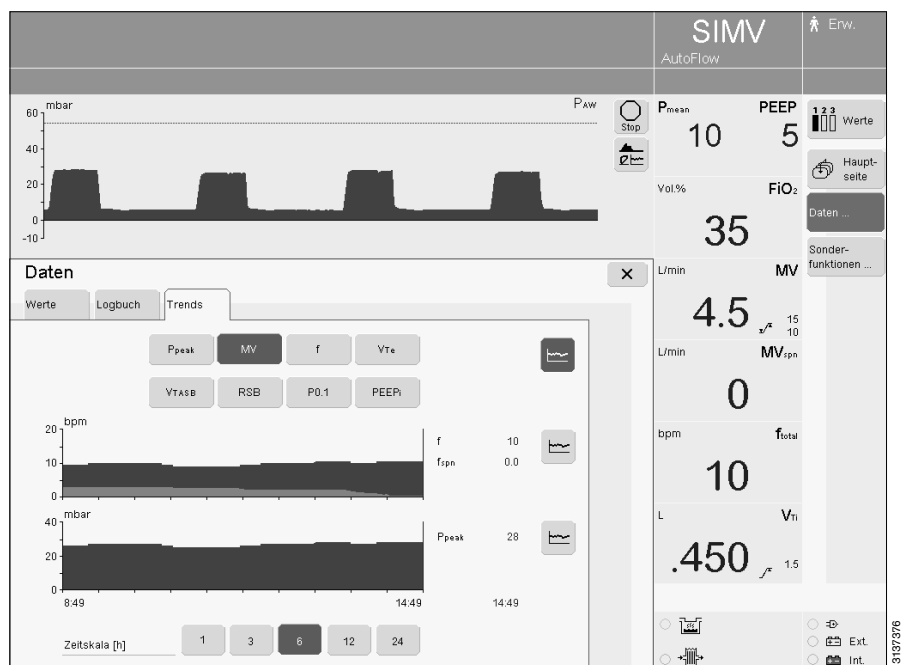 SIMV
AutoFlow
Erw.
mbar
PAW
60
40
20
0
-10
Stop
Pmean PEEP
10 5
Vol.% FiO2
35
L/min MV
4.5 15
10
L/min MVspn
0
bpm ftotal
10
L VTi
.450 1.5
1 2 3
Werte
Haupt-
seite
Daten ...
Sonder-
funktionen ...
Daten
Werte Logbuch Trends
Ppeak MV f VTe
VTASB RSB P0.1 PEEPi
bpm
20
10
0
f 10
fspn 0.0
mbar
40
20
0
Ppeak 28
8:49 14:49 14:49
Zeitskala [h] 1 3 6 12 24
Ext.
Int.
3137376